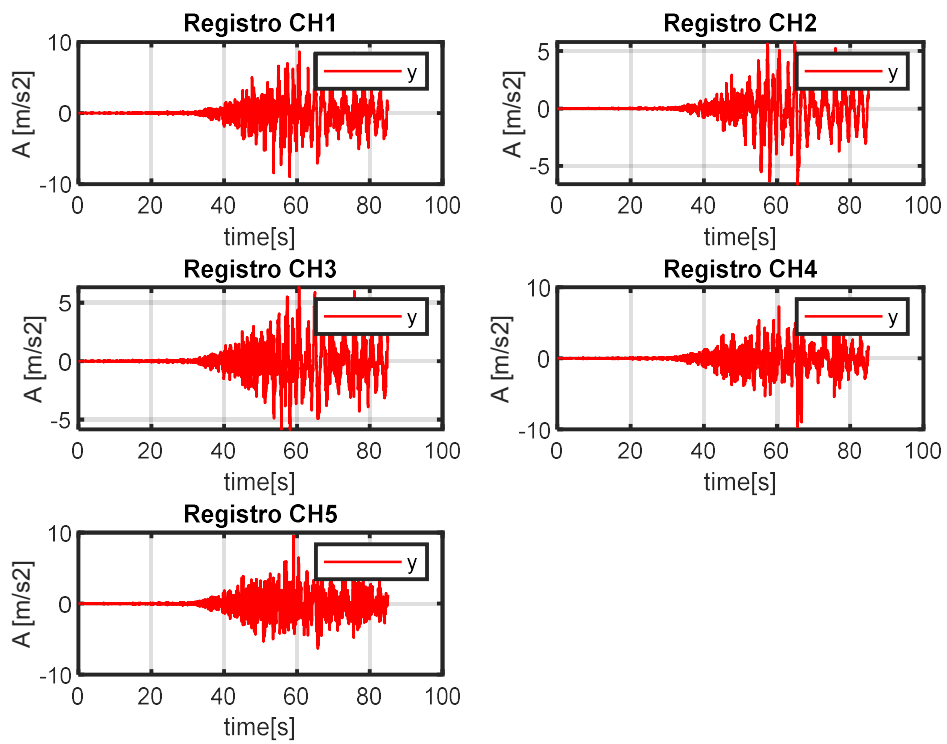 Registro CH1
10
0
-10
A [m/s2]
y
0 20 40 60 80 100
time[s]
Registro CH2
5
0
-5
A [m/s2]
y
0 20 40 60 80 100
time[s]
Registro CH3
5
0
-5
A [m/s2]
y
0 20 40 60 80 100
time[s]
Registro CH4
10
0
-10
A [m/s2]
y
0 20 40 60 80 100
time[s]
Registro CH5
10
0
-10
A [m/s2]
y
0 20 40 60 80 100
time[s]